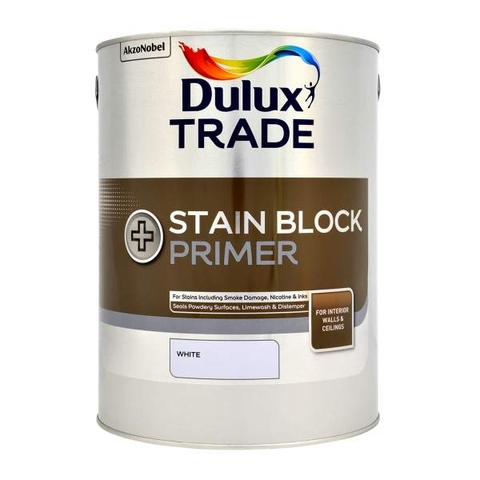 AkzoNobel
Dulux
TRADE
STAIN BLOCK
PRIMER
For Stains Including Smoke Damage, Nicotine & Inks
Seals Powdery Surfaces, Limewash & Distemper
FOR INTERIOR
WALLS &
CEILINGS
WHITE